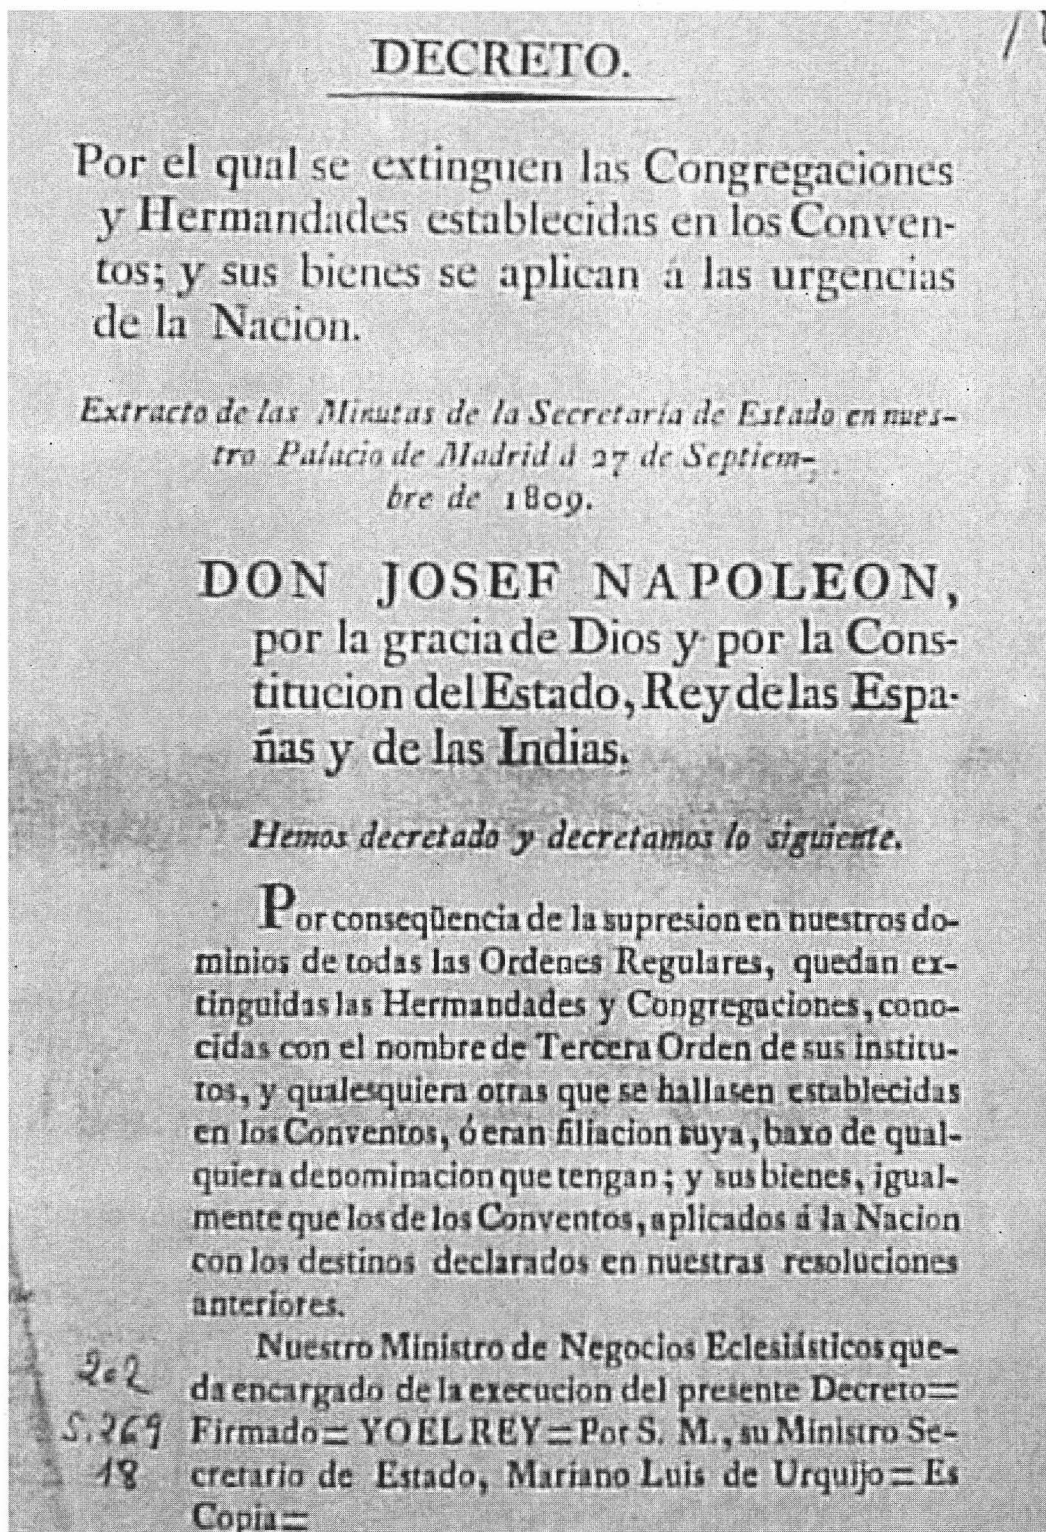 DECRETO.
Por el qual se extinguen las Congregaciones
y Hermandades establecidas en los Conven-
tos; y sus bienes se aplican á las urgencias
de la Nacion.
Extracto de las Minutas de la Secretaría de Estado en nues-
tro Palacio de Madrid á 27 de Septiem-
bre de 1809.
DON JOSEF NAPOLEON,
por la gracia de Dios y por la Cons-
titucion del Estado, Rey de las Espa-
ñas y de las Indias.
Hemos decretado y decretamos lo siguiente.
Por conseqüencia de la supresion en nuestros do-
minios de todas las Ordenes Regulares, quedan ex-
tinguidas las Hermandades y Congregaciones, cono-
cidas con el nombre de Tercera Orden de sus institu-
tos, y qualesquiera otras que se hallasen establecidas
en los Conventos, ó eran filiacion suya, baxo de qual-
quiera denominacion que tengan; y sus bienes, igual-
mente que los de los Conventos, aplicados á la Nacion
con los destinos declarados en nuestras resoluciones
anteriores.
Nuestro Ministro de Negocios Eclesiásticos que-
da encargado de la execucion del presente Decreto=
Firmado= YO EL REY=Por S. M., su Ministro Se-
cretario de Estado, Mariano Luis de Urquijo= Es
Copia=
202
S. 269
18